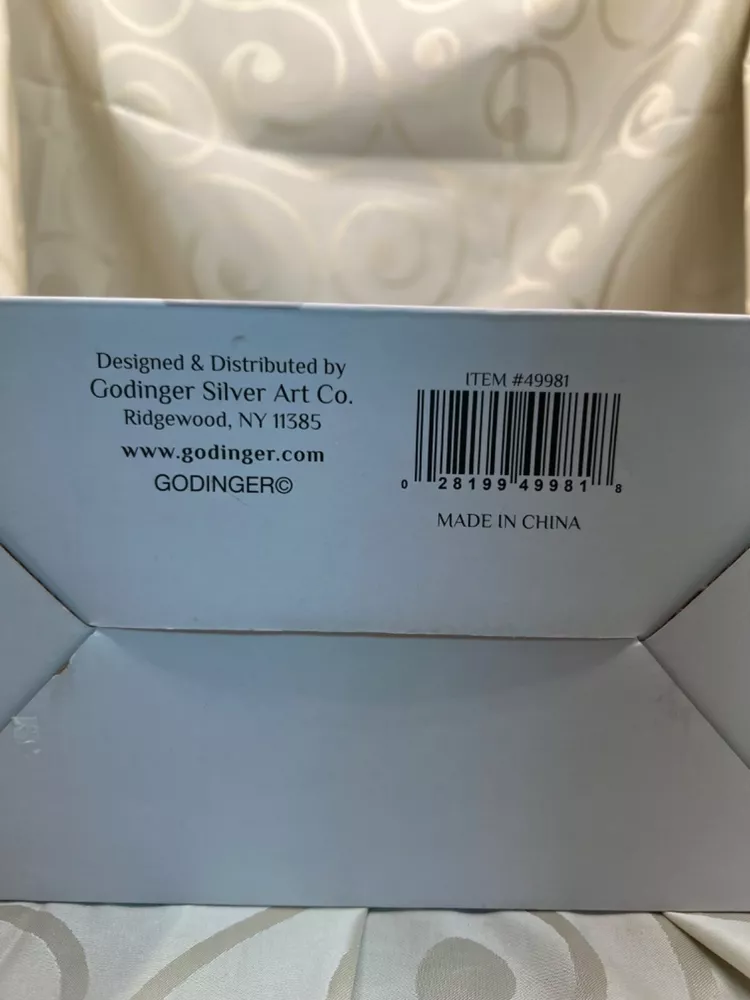 Designed & Distributed by
Godinger Silver Art Co.
Ridgewood, NY 11385
www.godinger.com
GODINGER©
ITEM #49981
0 28199 49981 8
MADE IN CHINA